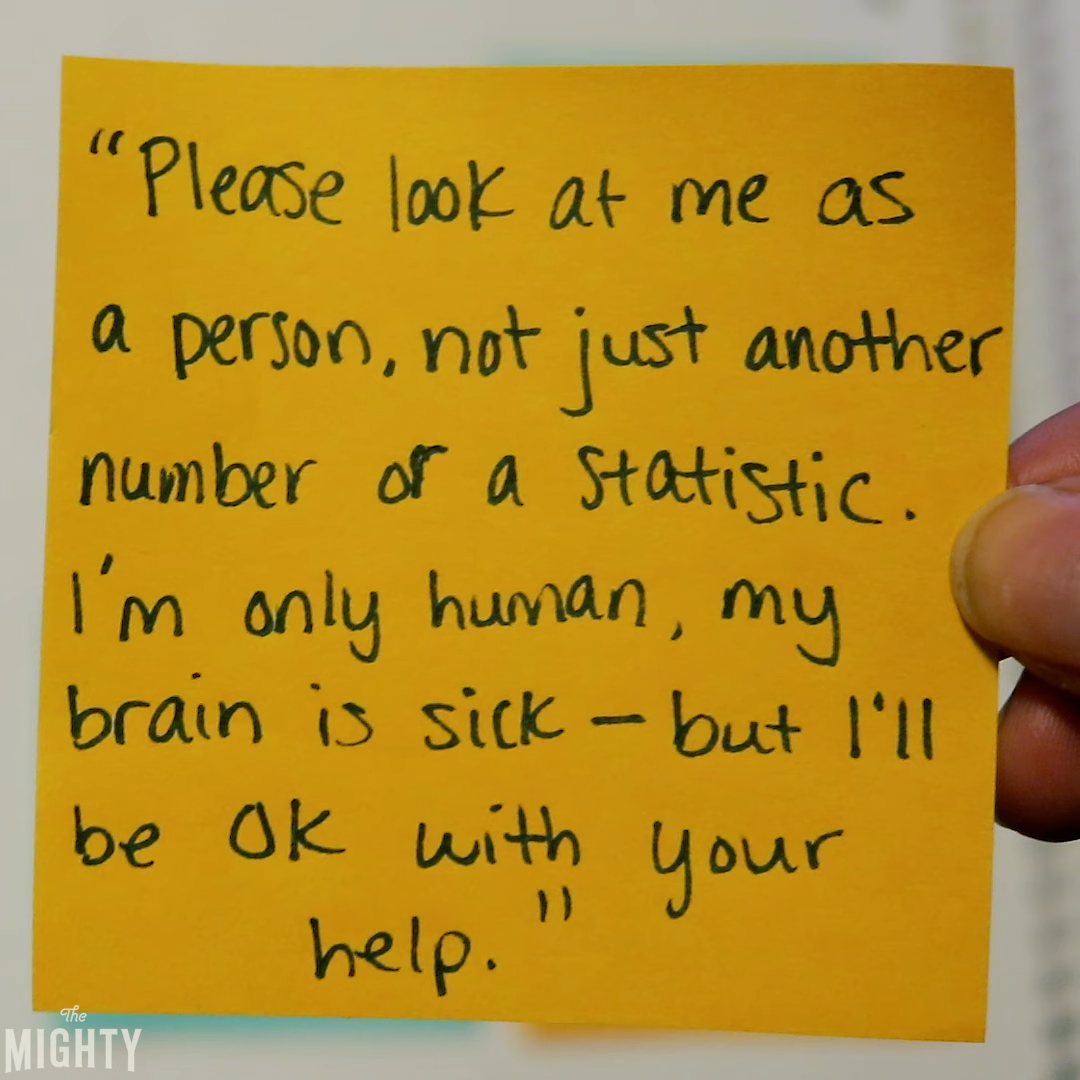 "Please look at me as
a person, not just another
number or a statistic.
I'm only human, my
brain is sick - but I'll
be OK with your
help."
The
MIGHTY